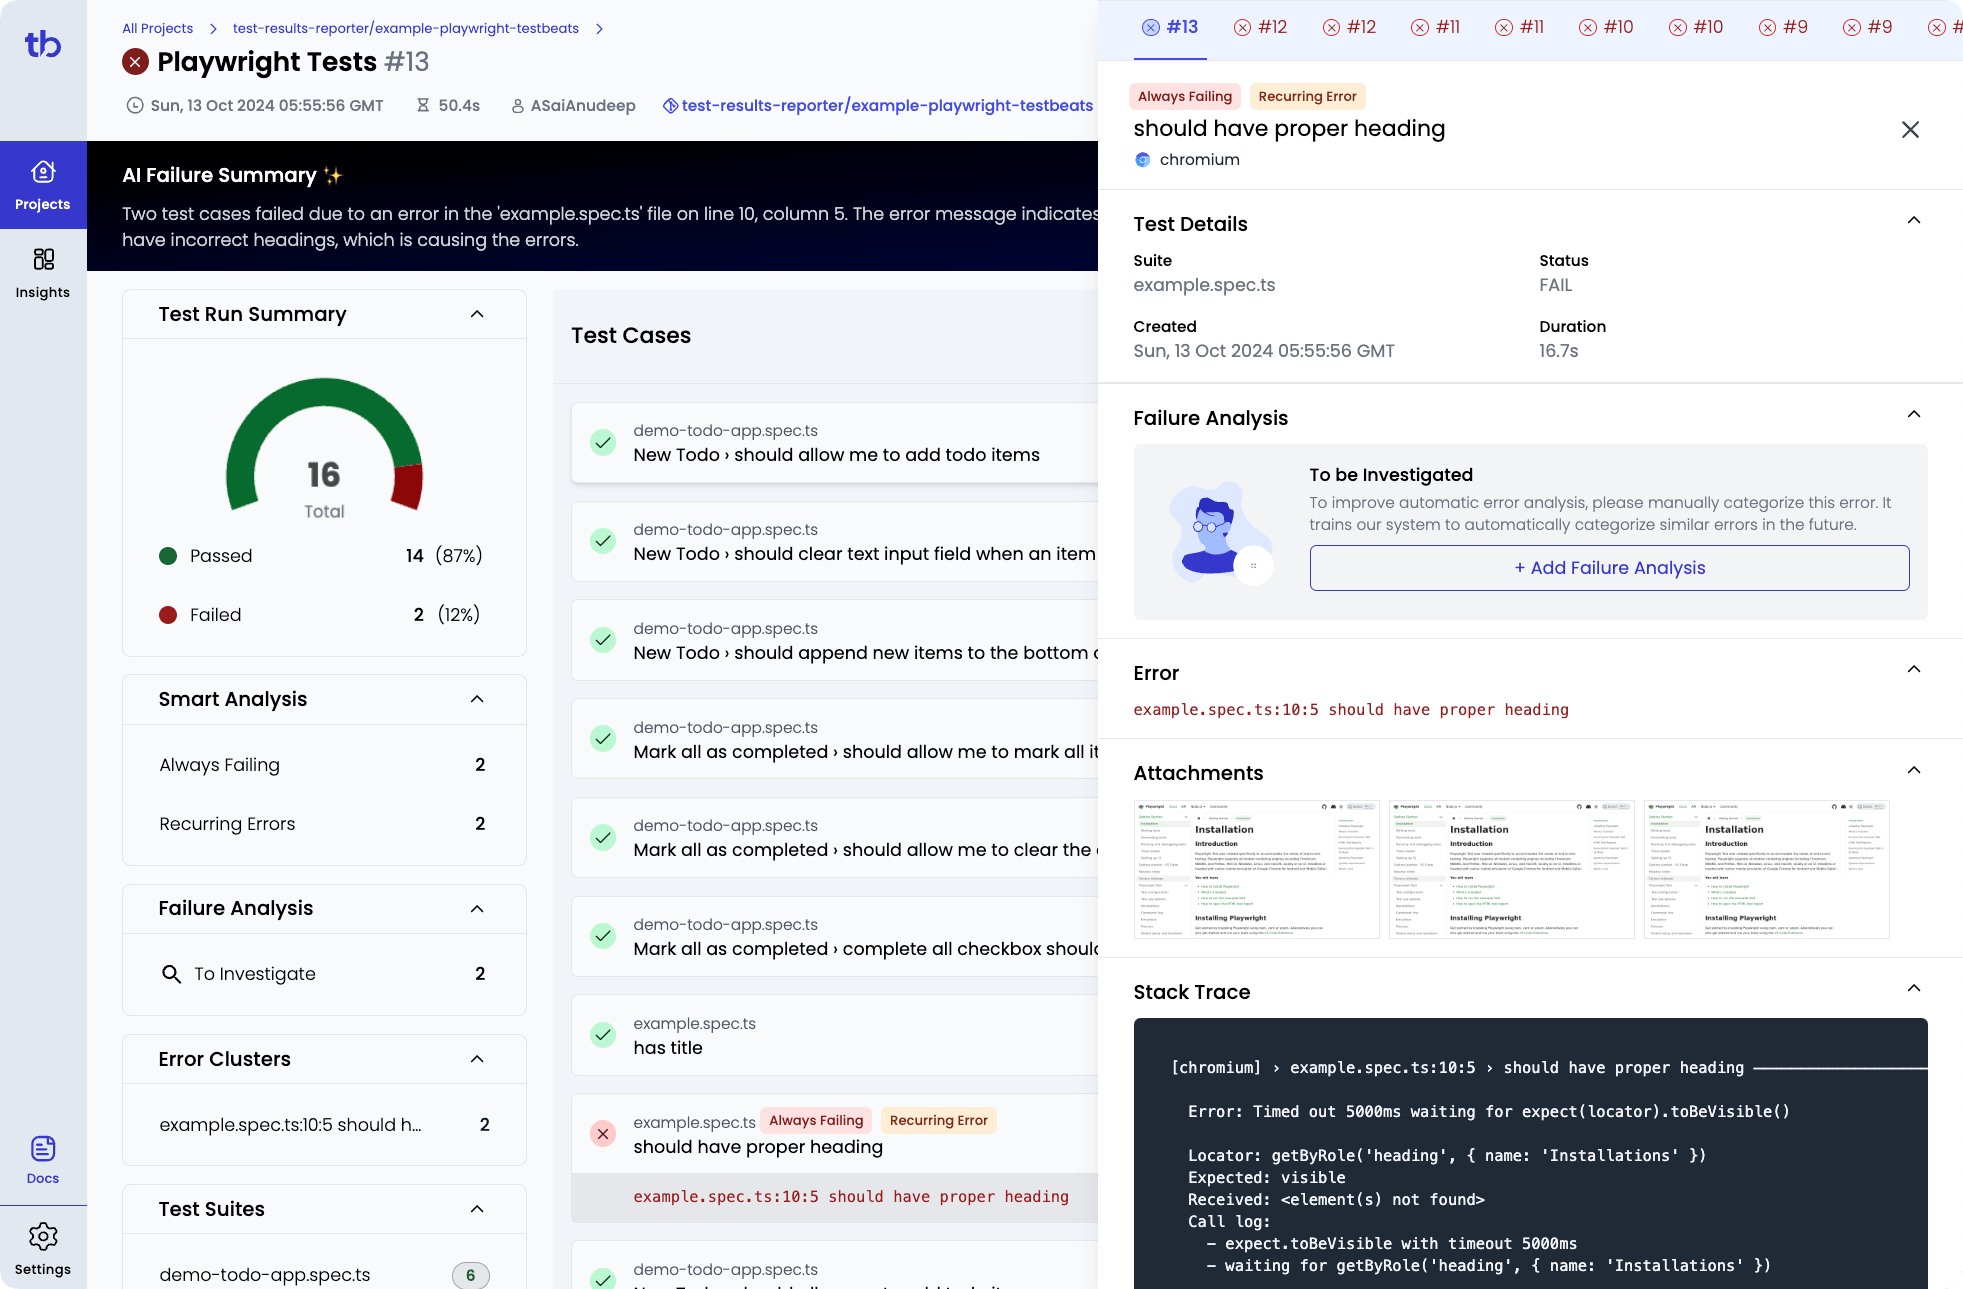 tb
Projects
Insights
Docs
Settings
All Projects
test-results-reporter/example-playwright-testbeats
Playwright Tests #13
Sun, 13 Oct 2024 05:55:56 GMT
50.4s
ASaiAnudeep
test-results-reporter/example-playwright-testbeats
AI Failure Summary ✨
Two test cases failed due to an error in the 'example.spec.ts' file on line 10, column 5. The error message indicates
have incorrect headings, which is causing the errors.
Test Run Summary
16
Total
Passed 14 (87%)
Failed 2 (12%)
Smart Analysis
Always Failing 2
Recurring Errors 2
Failure Analysis
To Investigate 2
Error Clusters
example.spec.ts:10:5 should h... 2
Test Suites
demo-todo-app.spec.ts 6
Test Cases
demo-todo-app.spec.ts
New Todo › should allow me to add todo items
demo-todo-app.spec.ts
New Todo › should clear text input field when an item
demo-todo-app.spec.ts
New Todo › should append new items to the bottom
demo-todo-app.spec.ts
Mark all as completed › should allow me to mark all
demo-todo-app.spec.ts
Mark all as completed › should allow me to clear the
demo-todo-app.spec.ts
Mark all as completed › complete all checkbox
example.spec.ts
has title
example.spec.ts Always Failing Recurring Error
should have proper heading
example.spec.ts:10:5 should have proper heading
demo-todo-app.spec.ts
#13 #12 #12 #11 #11 #10 #10 #9 #9 #
Always Failing Recurring Error
should have proper heading
chromium
Test Details
Suite
example.spec.ts
Status
FAIL
Created
Sun, 13 Oct 2024 05:55:56 GMT
Duration
16.7s
Failure Analysis
To be Investigated
To improve automatic error analysis, please manually categorize this error. It
trains our system to automatically categorize similar errors in the future.
+ Add Failure Analysis
Error
example.spec.ts:10:5 should have proper heading
Attachments
Installation
Introduction
Installing Playwright
Installation
Introduction
Installing Playwright
Installation
Introduction
Installing Playwright
Stack Trace
[chromium] › example.spec.ts:10:5 › should have proper heading
Error: Timed out 5000ms waiting for expect(locator).toBeVisible()
Locator: getByRole('heading', { name: 'Installations' })
Expected: visible
Received: <element(s) not found>
Call log:
– expect.toBeVisible with timeout 5000ms
– waiting for getByRole('heading', { name: 'Installations' })